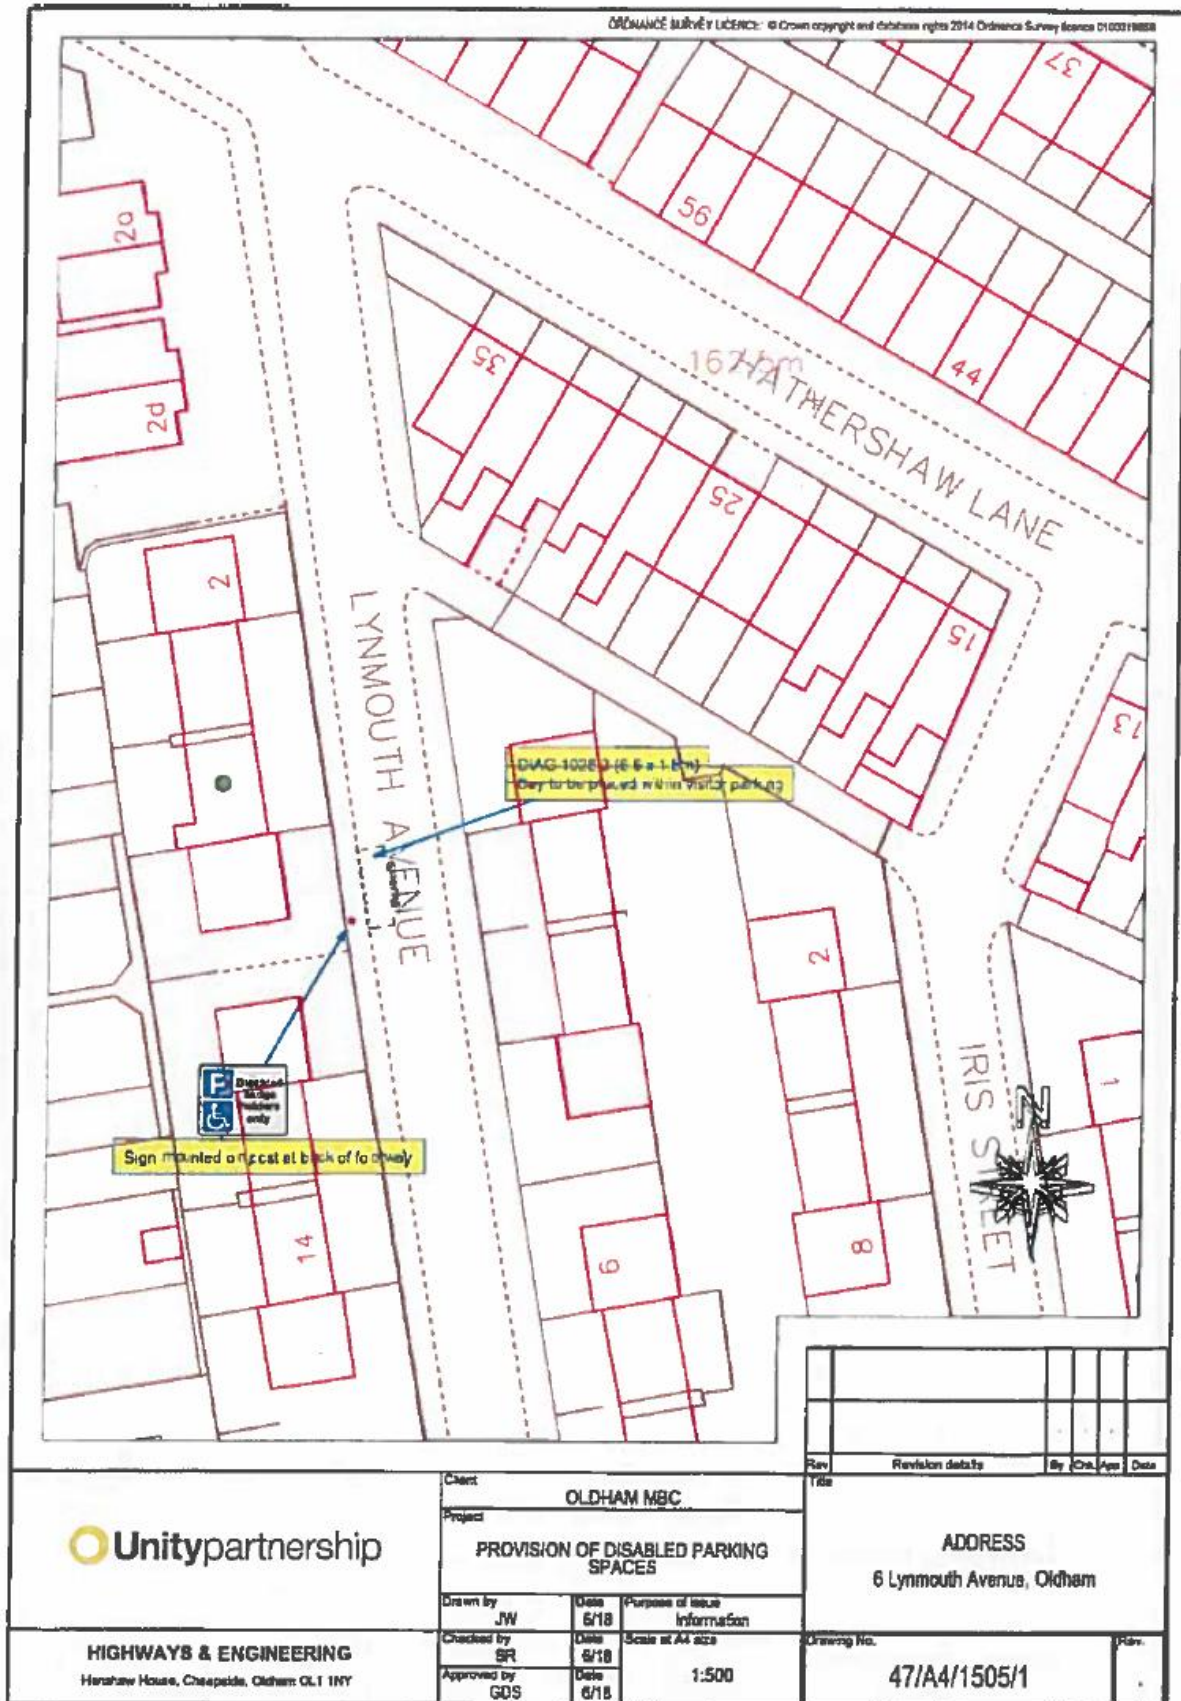 ORDNANCE SURVEY LICENCE: © Crown copyright and database rights 2014 Ordnance Survey licence
37
56
44
2a
2d
35
25
15
13
HATHERSHAW LANE
2
LYNMOUTH AVENUE
Bay to be placed within visitor parking
2
8
1
IRIS STREET
N
P
Disabled
badge
holders
only
Sign mounted on post at back of footway
14
6
Rev
Revision details
By
Chk
App
Date
Unitypartnership
HIGHWAYS & ENGINEERING
Henshaw House, Cheapside, Oldham OL1 1NY
Client
OLDHAM MBC
Project
PROVISION OF DISABLED PARKING
SPACES
Drawn by
JW
Date
6/18
Purpose of issue
Information
Checked by
SR
Date
6/18
Scale at A4 size
1:500
Approved by
GDS
Date
6/18
Title
ADDRESS
6 Lynmouth Avenue, Oldham
Drawing No.
47/A4/1505/1
Rev.